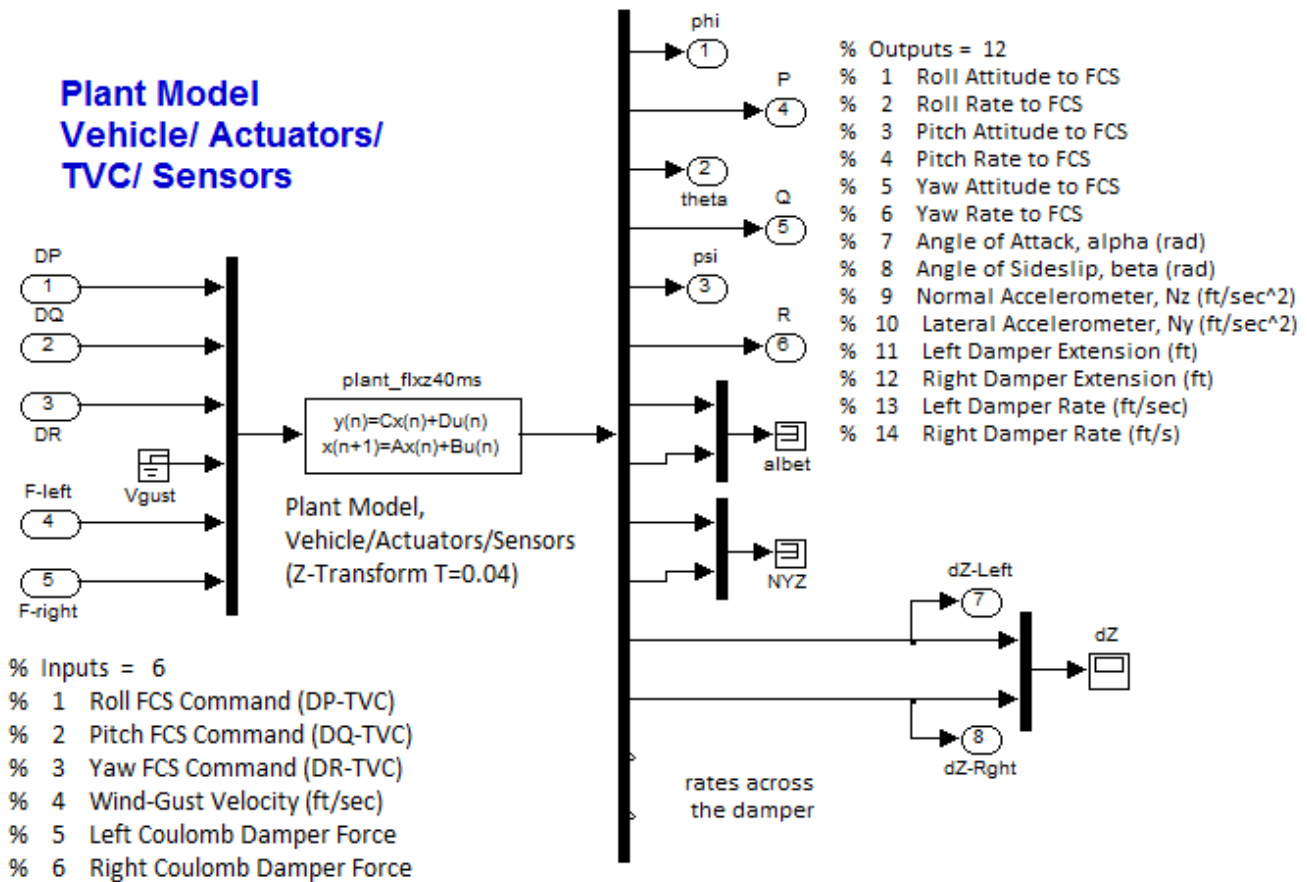 Plant Model
Vehicle/ Actuators/
TVC/ Sensors
DP
1
DQ
2
3
DR
Vgust
F-left
4
5
F-right
plant_flxz40ms
y(n)=Cx(n)+Du(n)
x(n+1)=Ax(n)+Bu(n)
Plant Model,
Vehicle/Actuators/Sensors
(Z-Transform T=0.04)
% Inputs = 6
% 1 Roll FCS Command (DP-TVC)
% 2 Pitch FCS Command (DQ-TVC)
% 3 Yaw FCS Command (DR-TVC)
% 4 Wind-Gust Velocity (ft/sec)
% 5 Left Coulomb Damper Force
% 6 Right Coulomb Damper Force
phi
1
P
4
2
theta
Q
5
psi
3
R
6
albet
NYZ
dZ-Left
7
dZ
8
dZ-Rght
rates across
the damper
% Outputs = 12
% 1 Roll Attitude to FCS
% 2 Roll Rate to FCS
% 3 Pitch Attitude to FCS
% 4 Pitch Rate to FCS
% 5 Yaw Attitude to FCS
% 6 Yaw Rate to FCS
% 7 Angle of Attack, alpha (rad)
% 8 Angle of Sideslip, beta (rad)
% 9 Normal Accelerometer, Nz (ft/sec^2)
% 10 Lateral Accelerometer, Ny (ft/sec^2)
% 11 Left Damper Extension (ft)
% 12 Right Damper Extension (ft)
% 13 Left Damper Rate (ft/sec)
% 14 Right Damper Rate (ft/s)